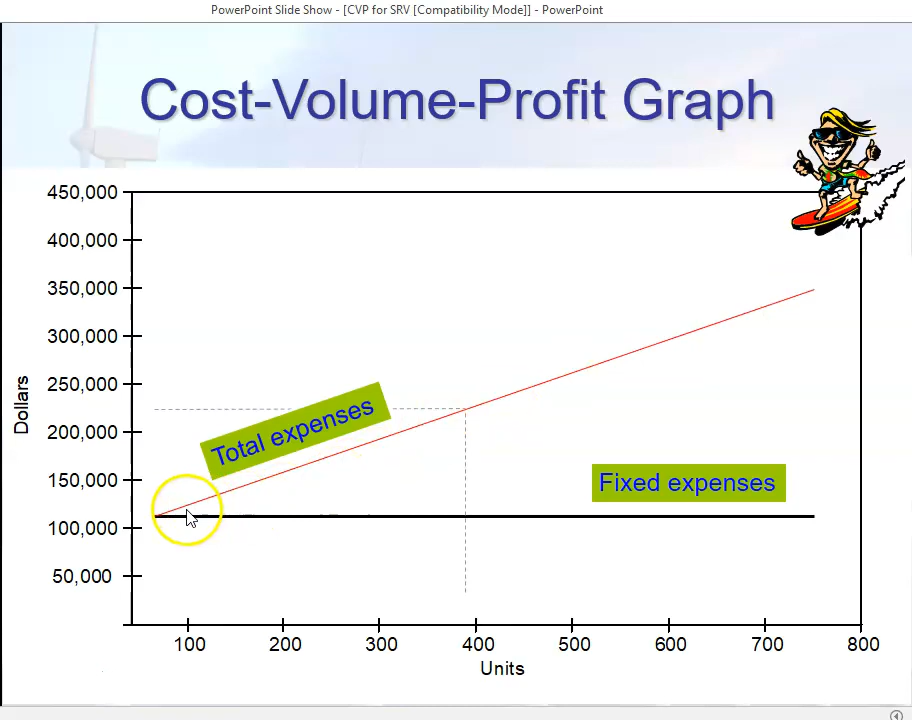 PowerPoint Slide Show - [CVP for SRV [Compatibility Mode]] - PowerPoint
Cost-Volume-Profit Graph
450,000
400,000
350,000
300,000
250,000
200,000
150,000
100,000
50,000
Dollars
Total expenses
Fixed expenses
100 200 300 400 500 600 700 800
Units